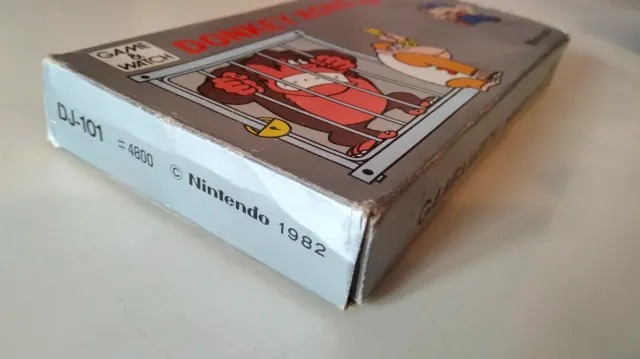 GAME
&
WATCH
DONKEY KONG
DJ-101
=4800
© Nintendo 1982